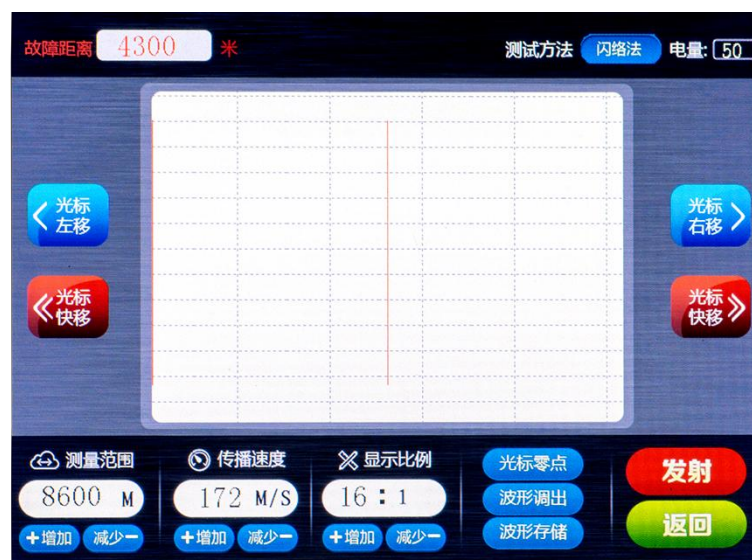 故障距离 4300 米
测试方法 闪络法 电量: 50
光标左移
光标右移
光标快移
光标快移
测量范围 传播速度 显示比例
8600 M 172 M/S 16 : 1
+增加 减少- +增加 减少- +增加 减少-
光标零点
波形调出
波形存储
发射
返回